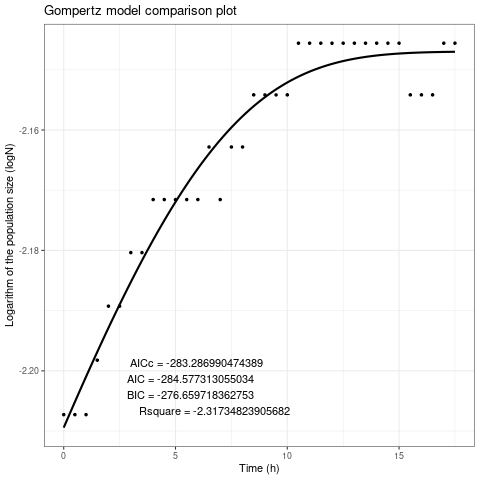 Gompertz model comparison plot
Logarithm of the population size (logN)
-2.16
-2.18
-2.20
AICc = -283.286990474389
AIC = -284.577313055034
BIC = -276.659718362753
Rsquare = -2.31734823905682
0 5 10 15
Time (h)